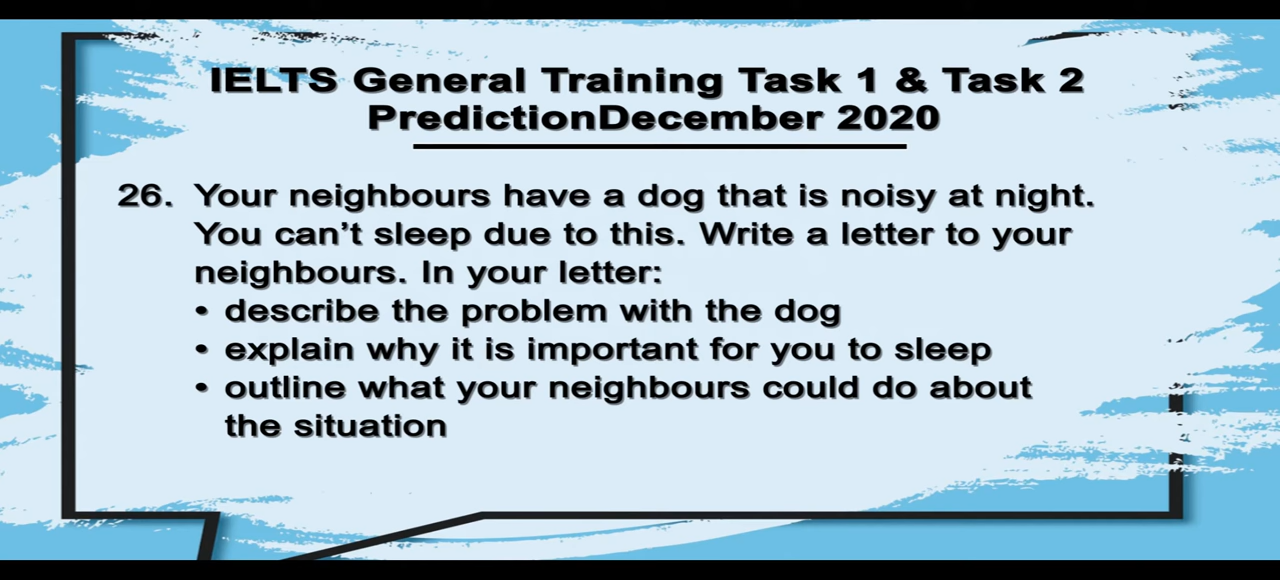 IELTS General Training Task 1 & Task 2
PredictionDecember 2020
26. Your neighbours have a dog that is noisy at night.
You can't sleep due to this. Write a letter to your
neighbours. In your letter:
• describe the problem with the dog
• explain why it is important for you to sleep
• outline what your neighbours could do about
the situation